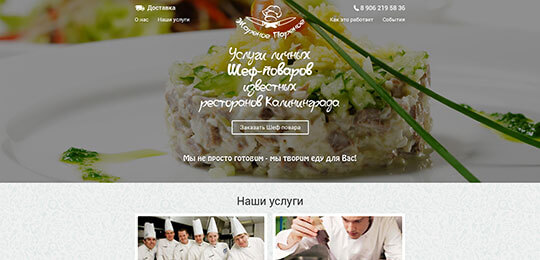 Доставка
8 906 219 58 36
О нас
Наши услуги
Жареное Пареное
Как это работает
События
Услуги личных
Шеф-поваров
известных
ресторанов Калининграда
Заказать Шеф-повара
Мы не просто готовим - мы творим еду для Вас!
Наши услуги